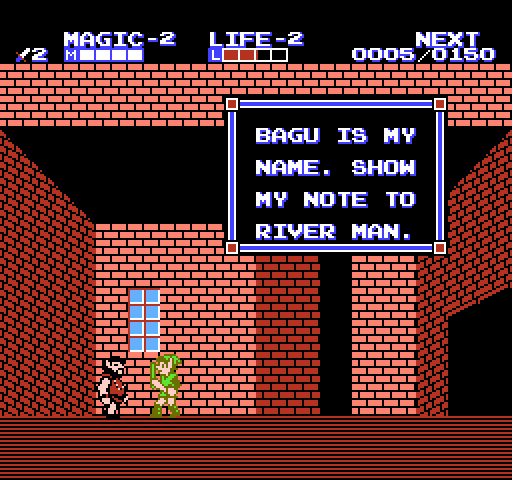 MAGIC-2 LIFE-2 NEXT
2 M L 0005/0150
BAGU IS MY
NAME. SHOW
MY NOTE TO
RIVER MAN.